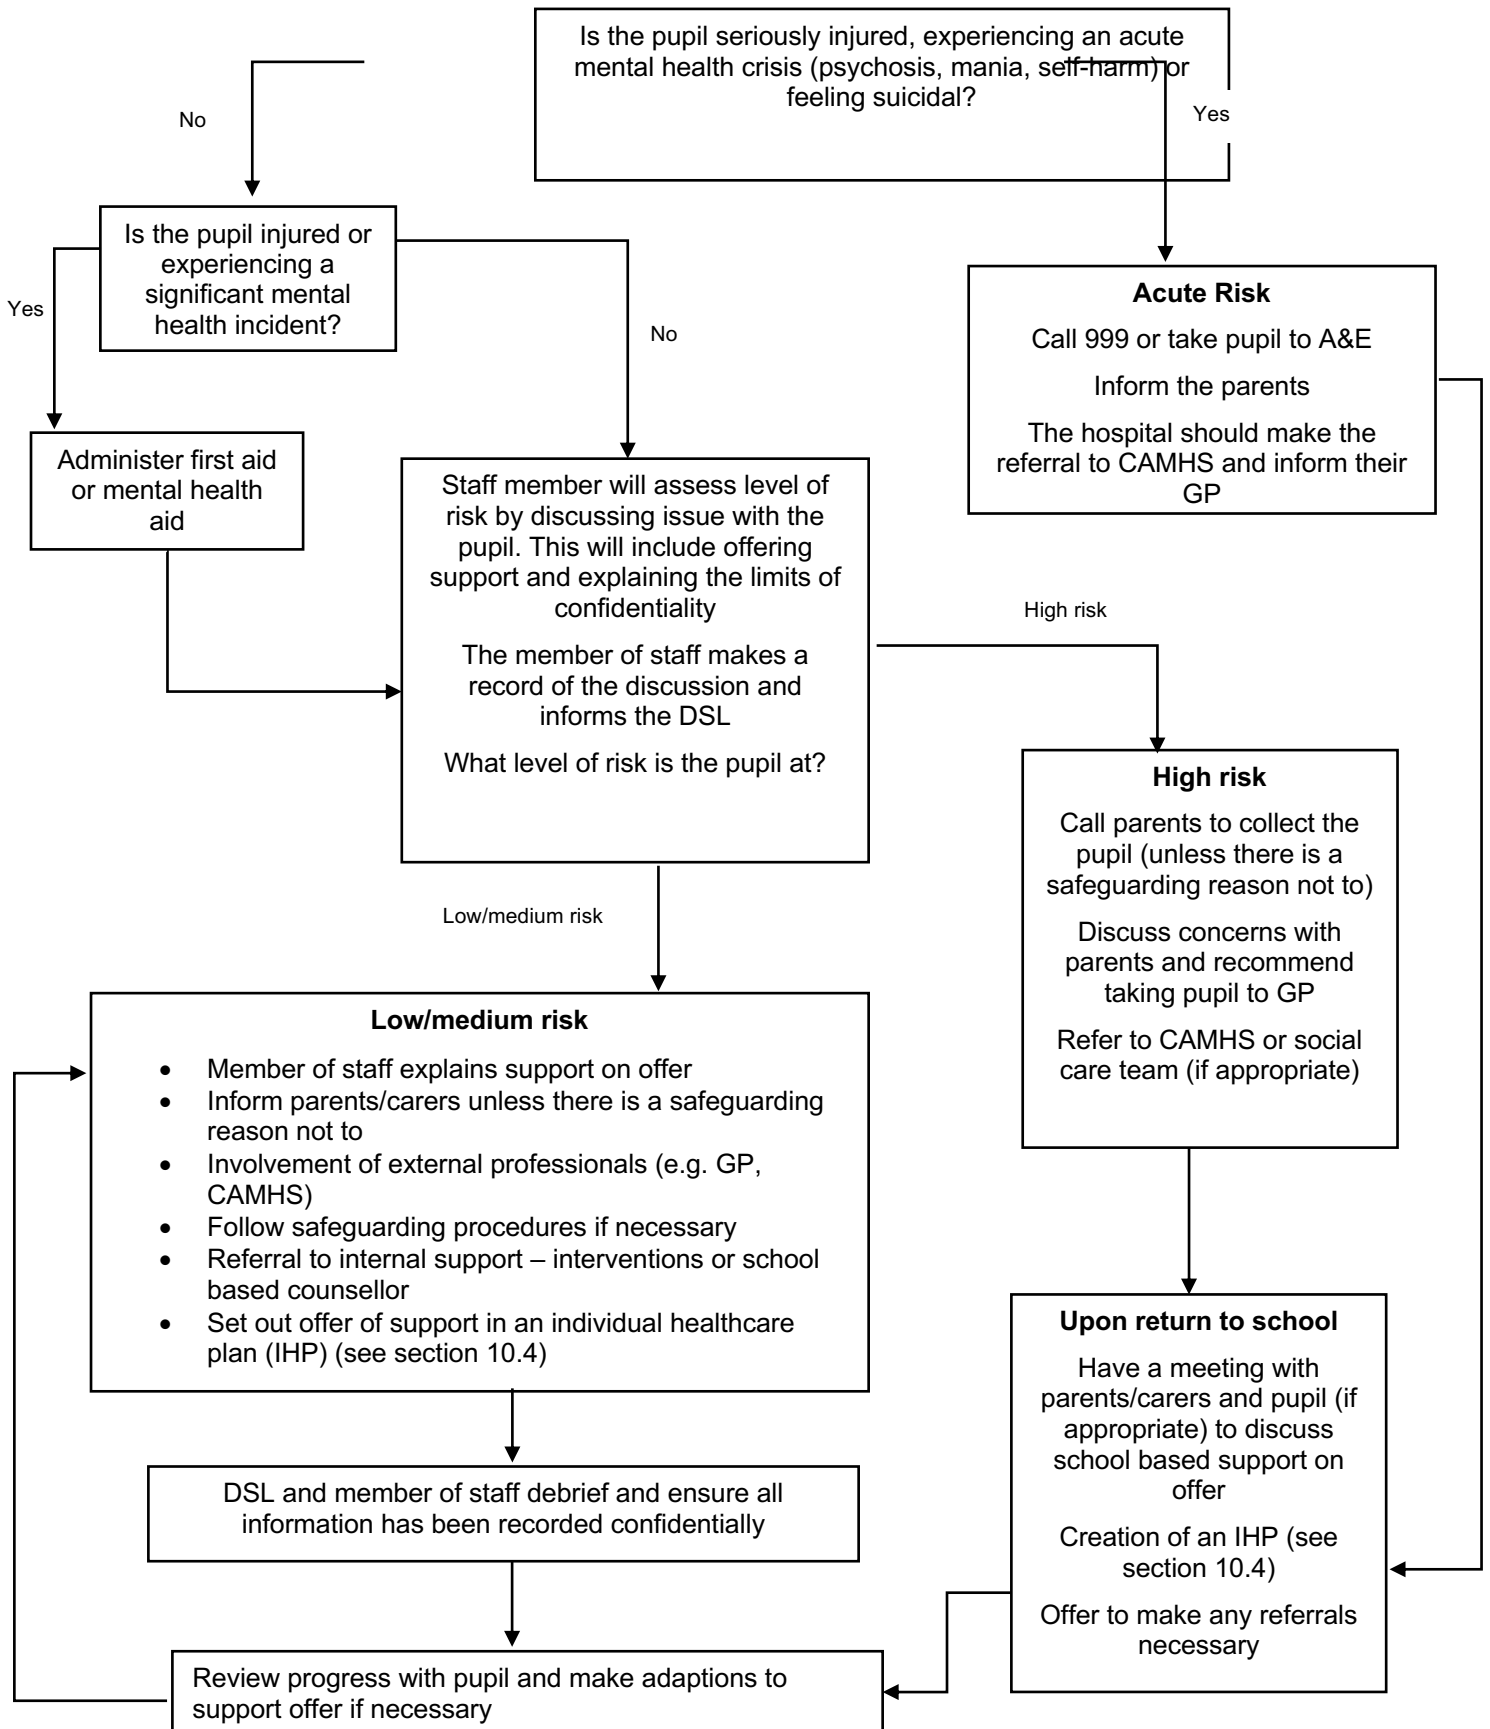 Is the pupil seriously injured, experiencing an acute
mental health crisis (psychosis, mania, self-harm) or
feeling suicidal?
No
Yes
Is the pupil injured or
experiencing a
significant mental
health incident?
Yes
No
Acute Risk
Call 999 or take pupil to A&E
Inform the parents
The hospital should make the
referral to CAMHS and inform their
GP
Administer first aid
or mental health
aid
Staff member will assess level of
risk by discussing issue with the
pupil. This will include offering
support and explaining the limits of
confidentiality
The member of staff makes a
record of the discussion and
informs the DSL
What level of risk is the pupil at?
High risk
High risk
Call parents to collect the
pupil (unless there is a
safeguarding reason not to)
Discuss concerns with
parents and recommend
taking pupil to GP
Refer to CAMHS or social
care team (if appropriate)
Low/medium risk
Low/medium risk
• Member of staff explains support on offer
• Inform parents/carers unless there is a safeguarding
reason not to
• Involvement of external professionals (e.g. GP,
CAMHS)
• Follow safeguarding procedures if necessary
• Referral to internal support – interventions or school
based counsellor
• Set out offer of support in an individual healthcare
plan (IHP) (see section 10.4)
Upon return to school
Have a meeting with
parents/carers and pupil (if
appropriate) to discuss
school based support on
offer
Creation of an IHP (see
section 10.4)
Offer to make any referrals
necessary
DSL and member of staff debrief and ensure all
information has been recorded confidentially
Review progress with pupil and make adaptions to
support offer if necessary